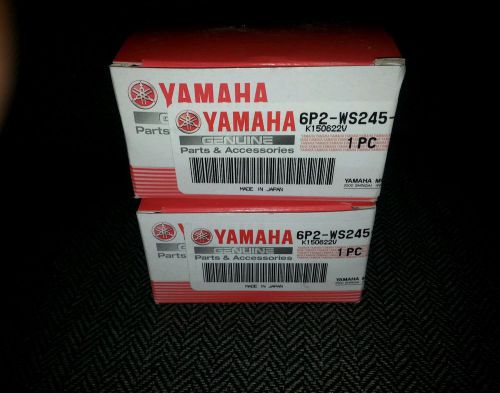 YAMAHA
Parts &
YAMAHA
GENUINE
Parts & Accessories
6P2-WS245-
K150622V
1 PC
MADE IN JAPAN
YAMAHA M
YAMAHA
GENUINE
Parts & Accessories
6P2-WS245
K150622V
1 PC
MADE IN JAPAN
YAMAHA M